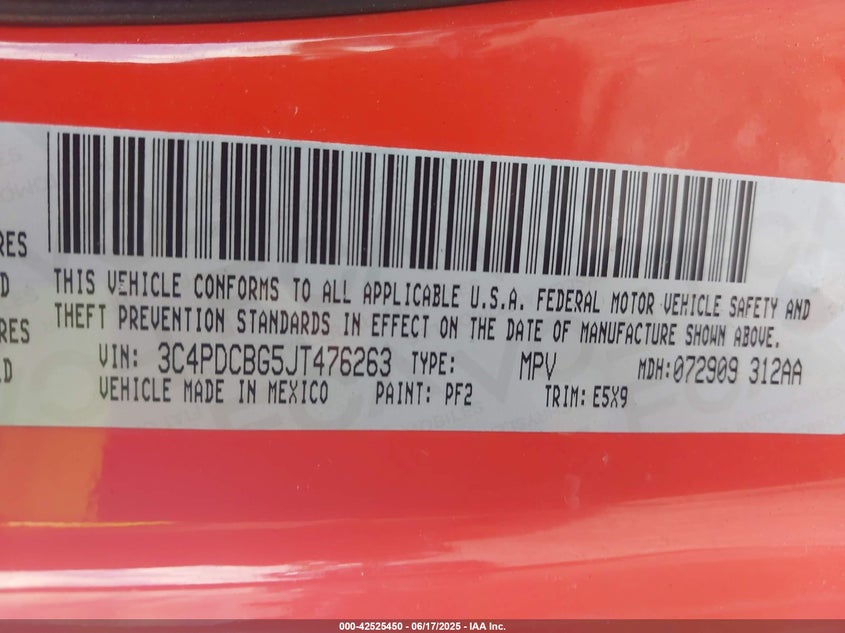 RES
D
RES
LD
THIS VEHICLE CONFORMS TO ALL APPLICABLE U.S.A. FEDERAL MOTOR VEHICLE SAFETY AND
THEFT PREVENTION STANDARDS IN EFFECT ON THE DATE OF MANUFACTURE SHOWN ABOVE.
VIN: 3C4PDCBG5JT476263 TYPE: MPV MDH:072909 312AA
VEHICLE MADE IN MEXICO PAINT: PF2 TRIM: E5X9
000-42525450 - 06/17/2025 - IAA Inc.